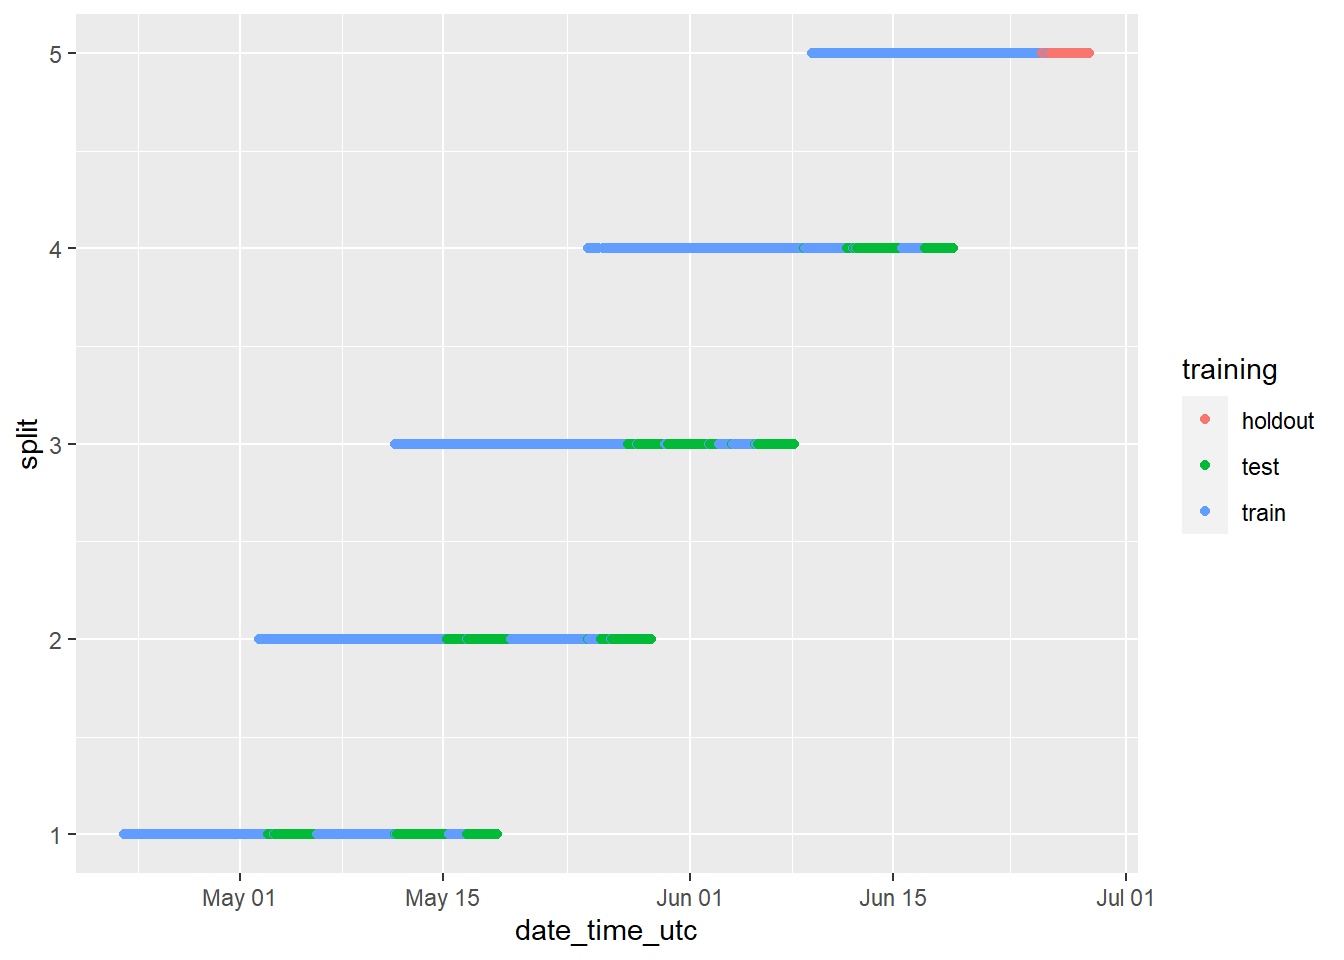 5
4
3
2
1
split
May 01
May 15
Jun 01
Jun 15
Jul 01
date_time_utc
training
holdout
test
train